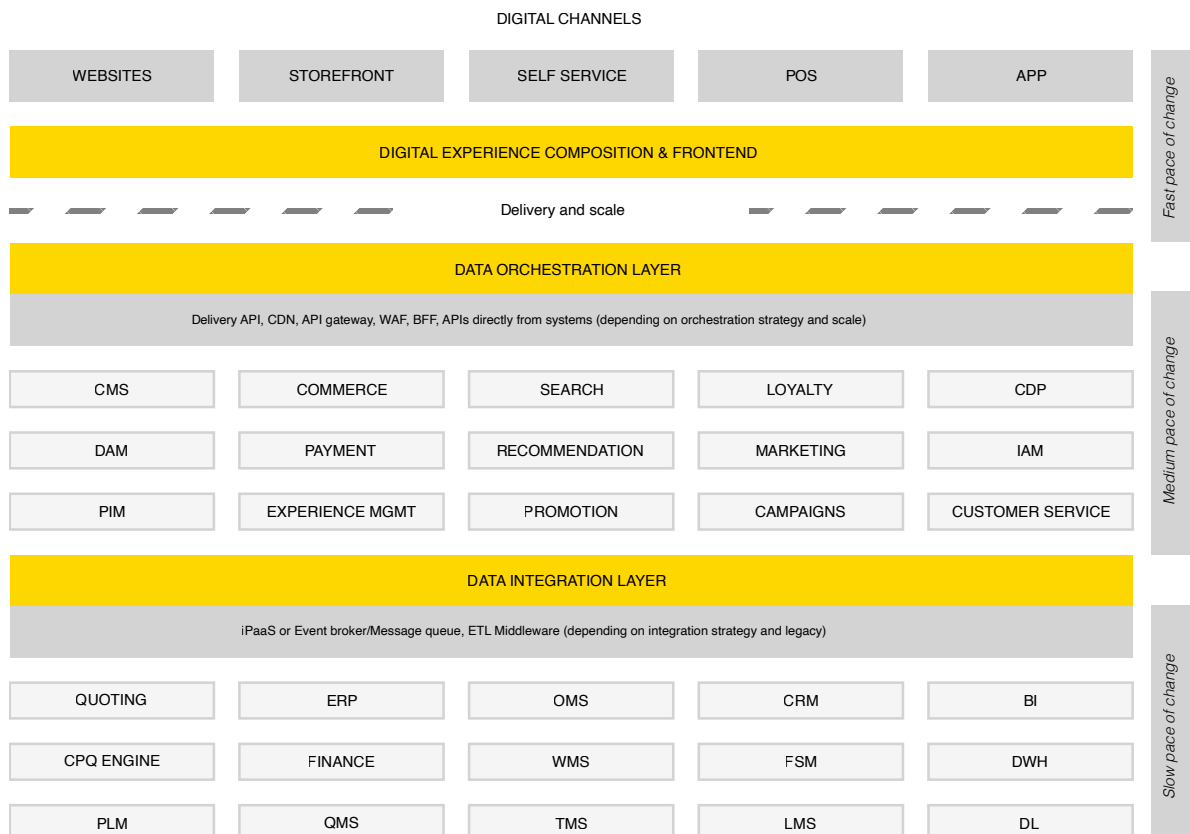 DIGITAL CHANNELS
WEBSITES
STOREFRONT
SELF SERVICE
POS
APP
Fast pace of change
DIGITAL EXPERIENCE COMPOSITION & FRONTEND
Delivery and scale
DATA ORCHESTRATION LAYER
Delivery API, CDN, API gateway, WAF, BFF, APIs directly from systems (depending on orchestration strategy and scale)
Medium pace of change
CMS
COMMERCE
SEARCH
LOYALTY
CDP
DAM
PAYMENT
RECOMMENDATION
MARKETING
IAM
PIM
EXPERIENCE MGMT
PROMOTION
CAMPAIGNS
CUSTOMER SERVICE
DATA INTEGRATION LAYER
iPaaS or Event broker/Message queue, ETL Middleware (depending on integration strategy and legacy)
Slow pace of change
QUOTING
ERP
OMS
CRM
BI
CPQ ENGINE
FINANCE
WMS
FSM
DWH
PLM
QMS
TMS
LMS
DL